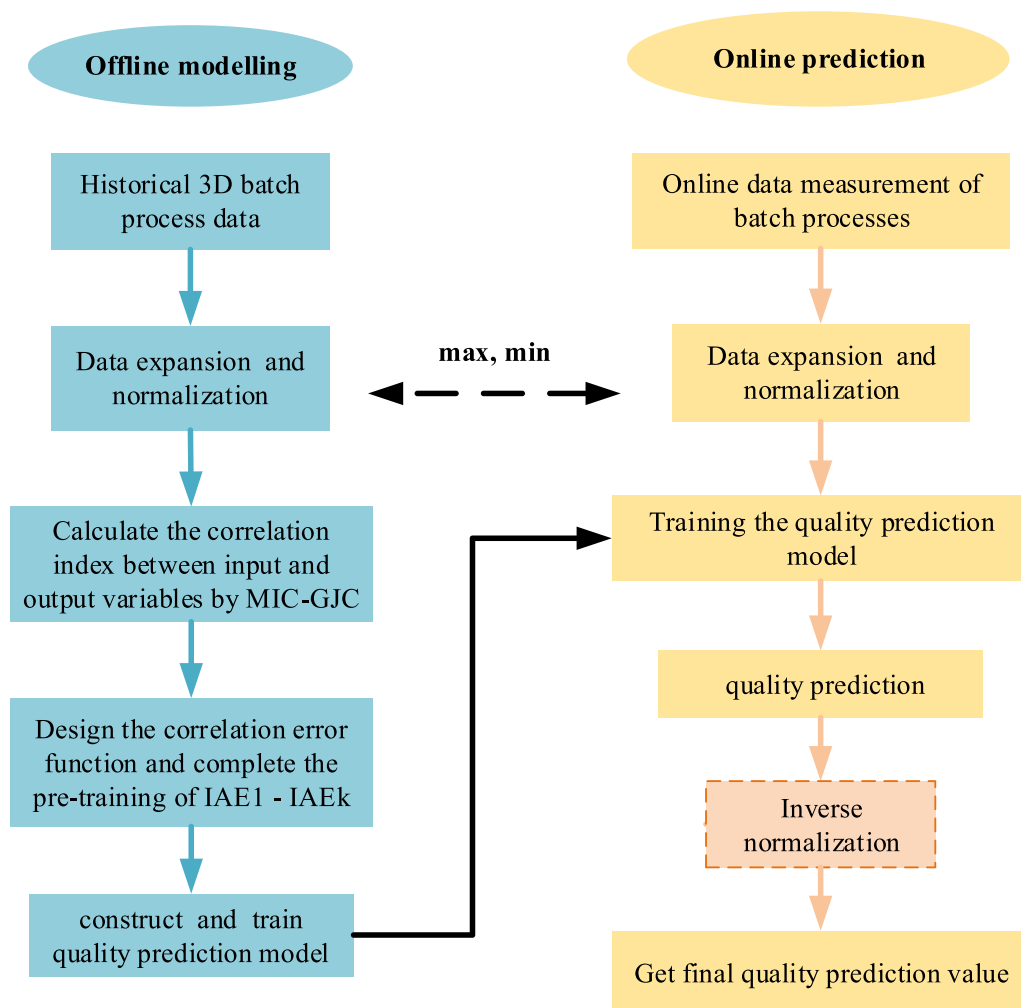 Offline modelling
Historical 3D batch
process data
Data expansion and
normalization
Calculate the correlation
index between input and
output variables by MIC-GJC
Design the correlation error
function and complete the
pre-training of IAE1 - IAEk
construct and train
quality prediction model
max, min
Online prediction
Online data measurement of
batch processes
Data expansion and
normalization
Training the quality prediction
model
quality prediction
Inverse
normalization
Get final quality prediction value